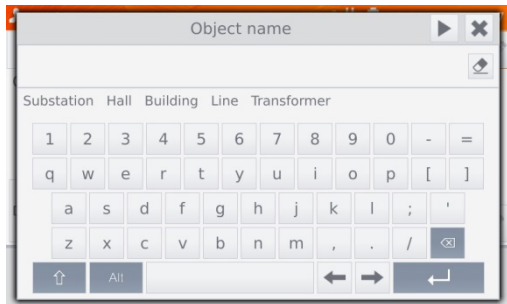 Object name
Substation Hall Building Line Transformer
1 2 3 4 5 6 7 8 9 0 - =
q w e r t y u i o p [ ]
a s d f g h j k l ; '
z x c v b n m , . /
Alt